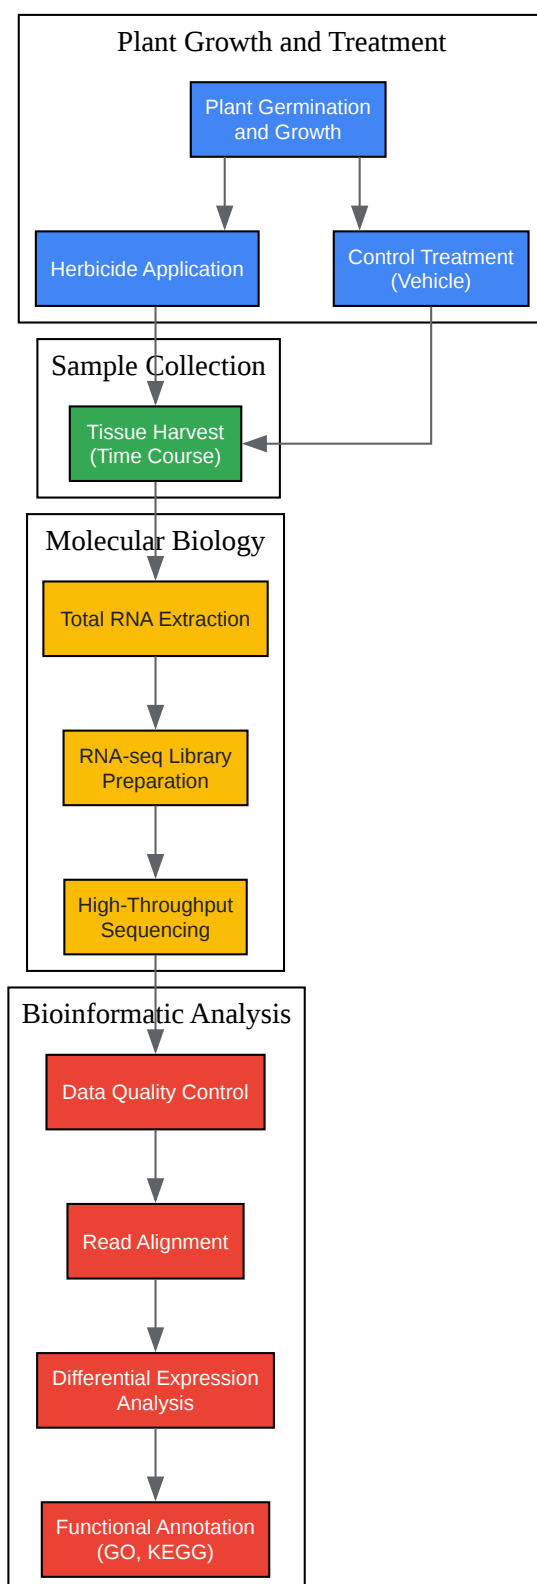 Plant Growth and Treatment
Plant Germination
and Growth
Herbicide Application
Control Treatment
(Vehicle)
Sample Collection
Tissue Harvest
(Time Course)
Molecular Biology
Total RNA Extraction
RNA-seq Library
Preparation
High-Throughput
Sequencing
Bioinformatic Analysis
Data Quality Control
Read Alignment
Differential Expression
Analysis
Functional Annotation
(GO, KEGG)